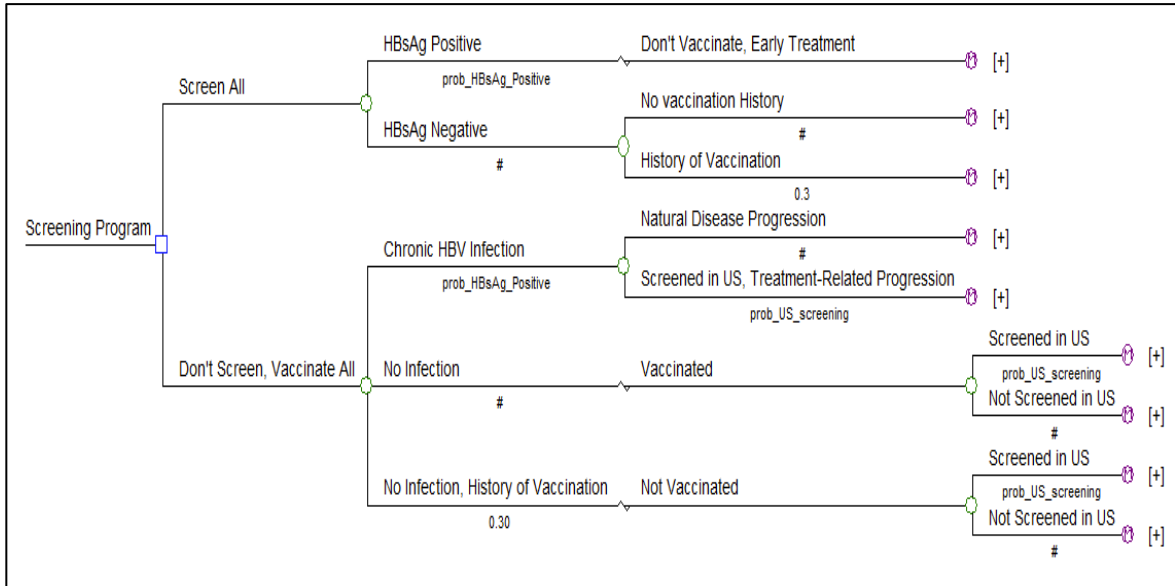 HBsAg Positive
Don't Vaccinate, Early Treatment
[+]
prob_HBsAg_Positive
Screen All
No vaccination History
[+]
#
HBsAg Negative
#
History of Vaccination
[+]
0.3
Screening Program
Natural Disease Progression
[+]
#
Chronic HBV Infection
prob_HBsAg_Positive
Screened in US, Treatment-Related Progression
[+]
prob_US_screening
Don't Screen, Vaccinate All
No Infection
#
Vaccinated
Screened in US
[+]
prob_US_screening
Not Screened in US
[+]
#
No Infection, History of Vaccination
0.30
Not Vaccinated
Screened in US
[+]
prob_US_screening
Not Screened in US
[+]
#